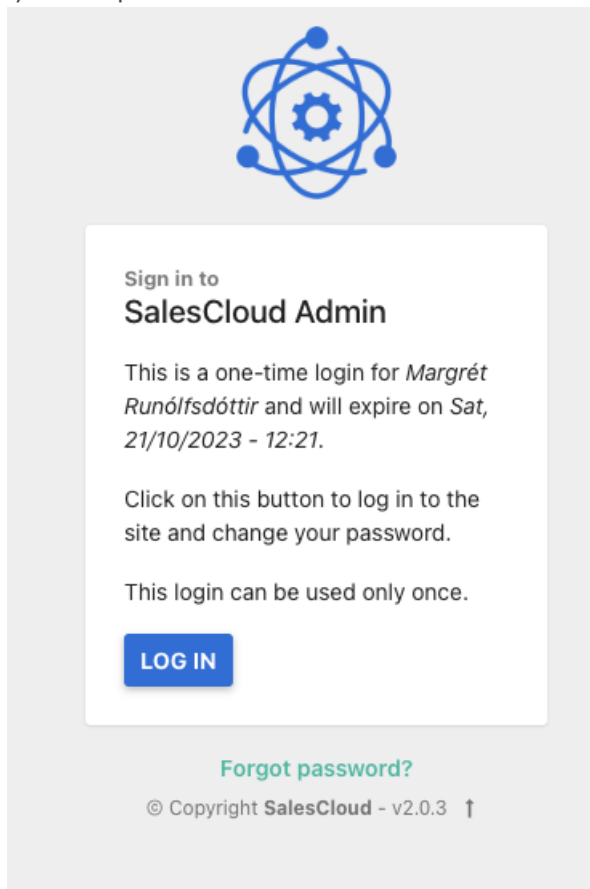 Sign in to
SalesCloud Admin
This is a one-time login for Margrét
Runólfsdóttir and will expire on Sat,
21/10/2023 - 12:21.
Click on this button to log in to the
site and change your password.
This login can be used only once.
LOG IN
Forgot password?
© Copyright SalesCloud - v2.0.3 ↑